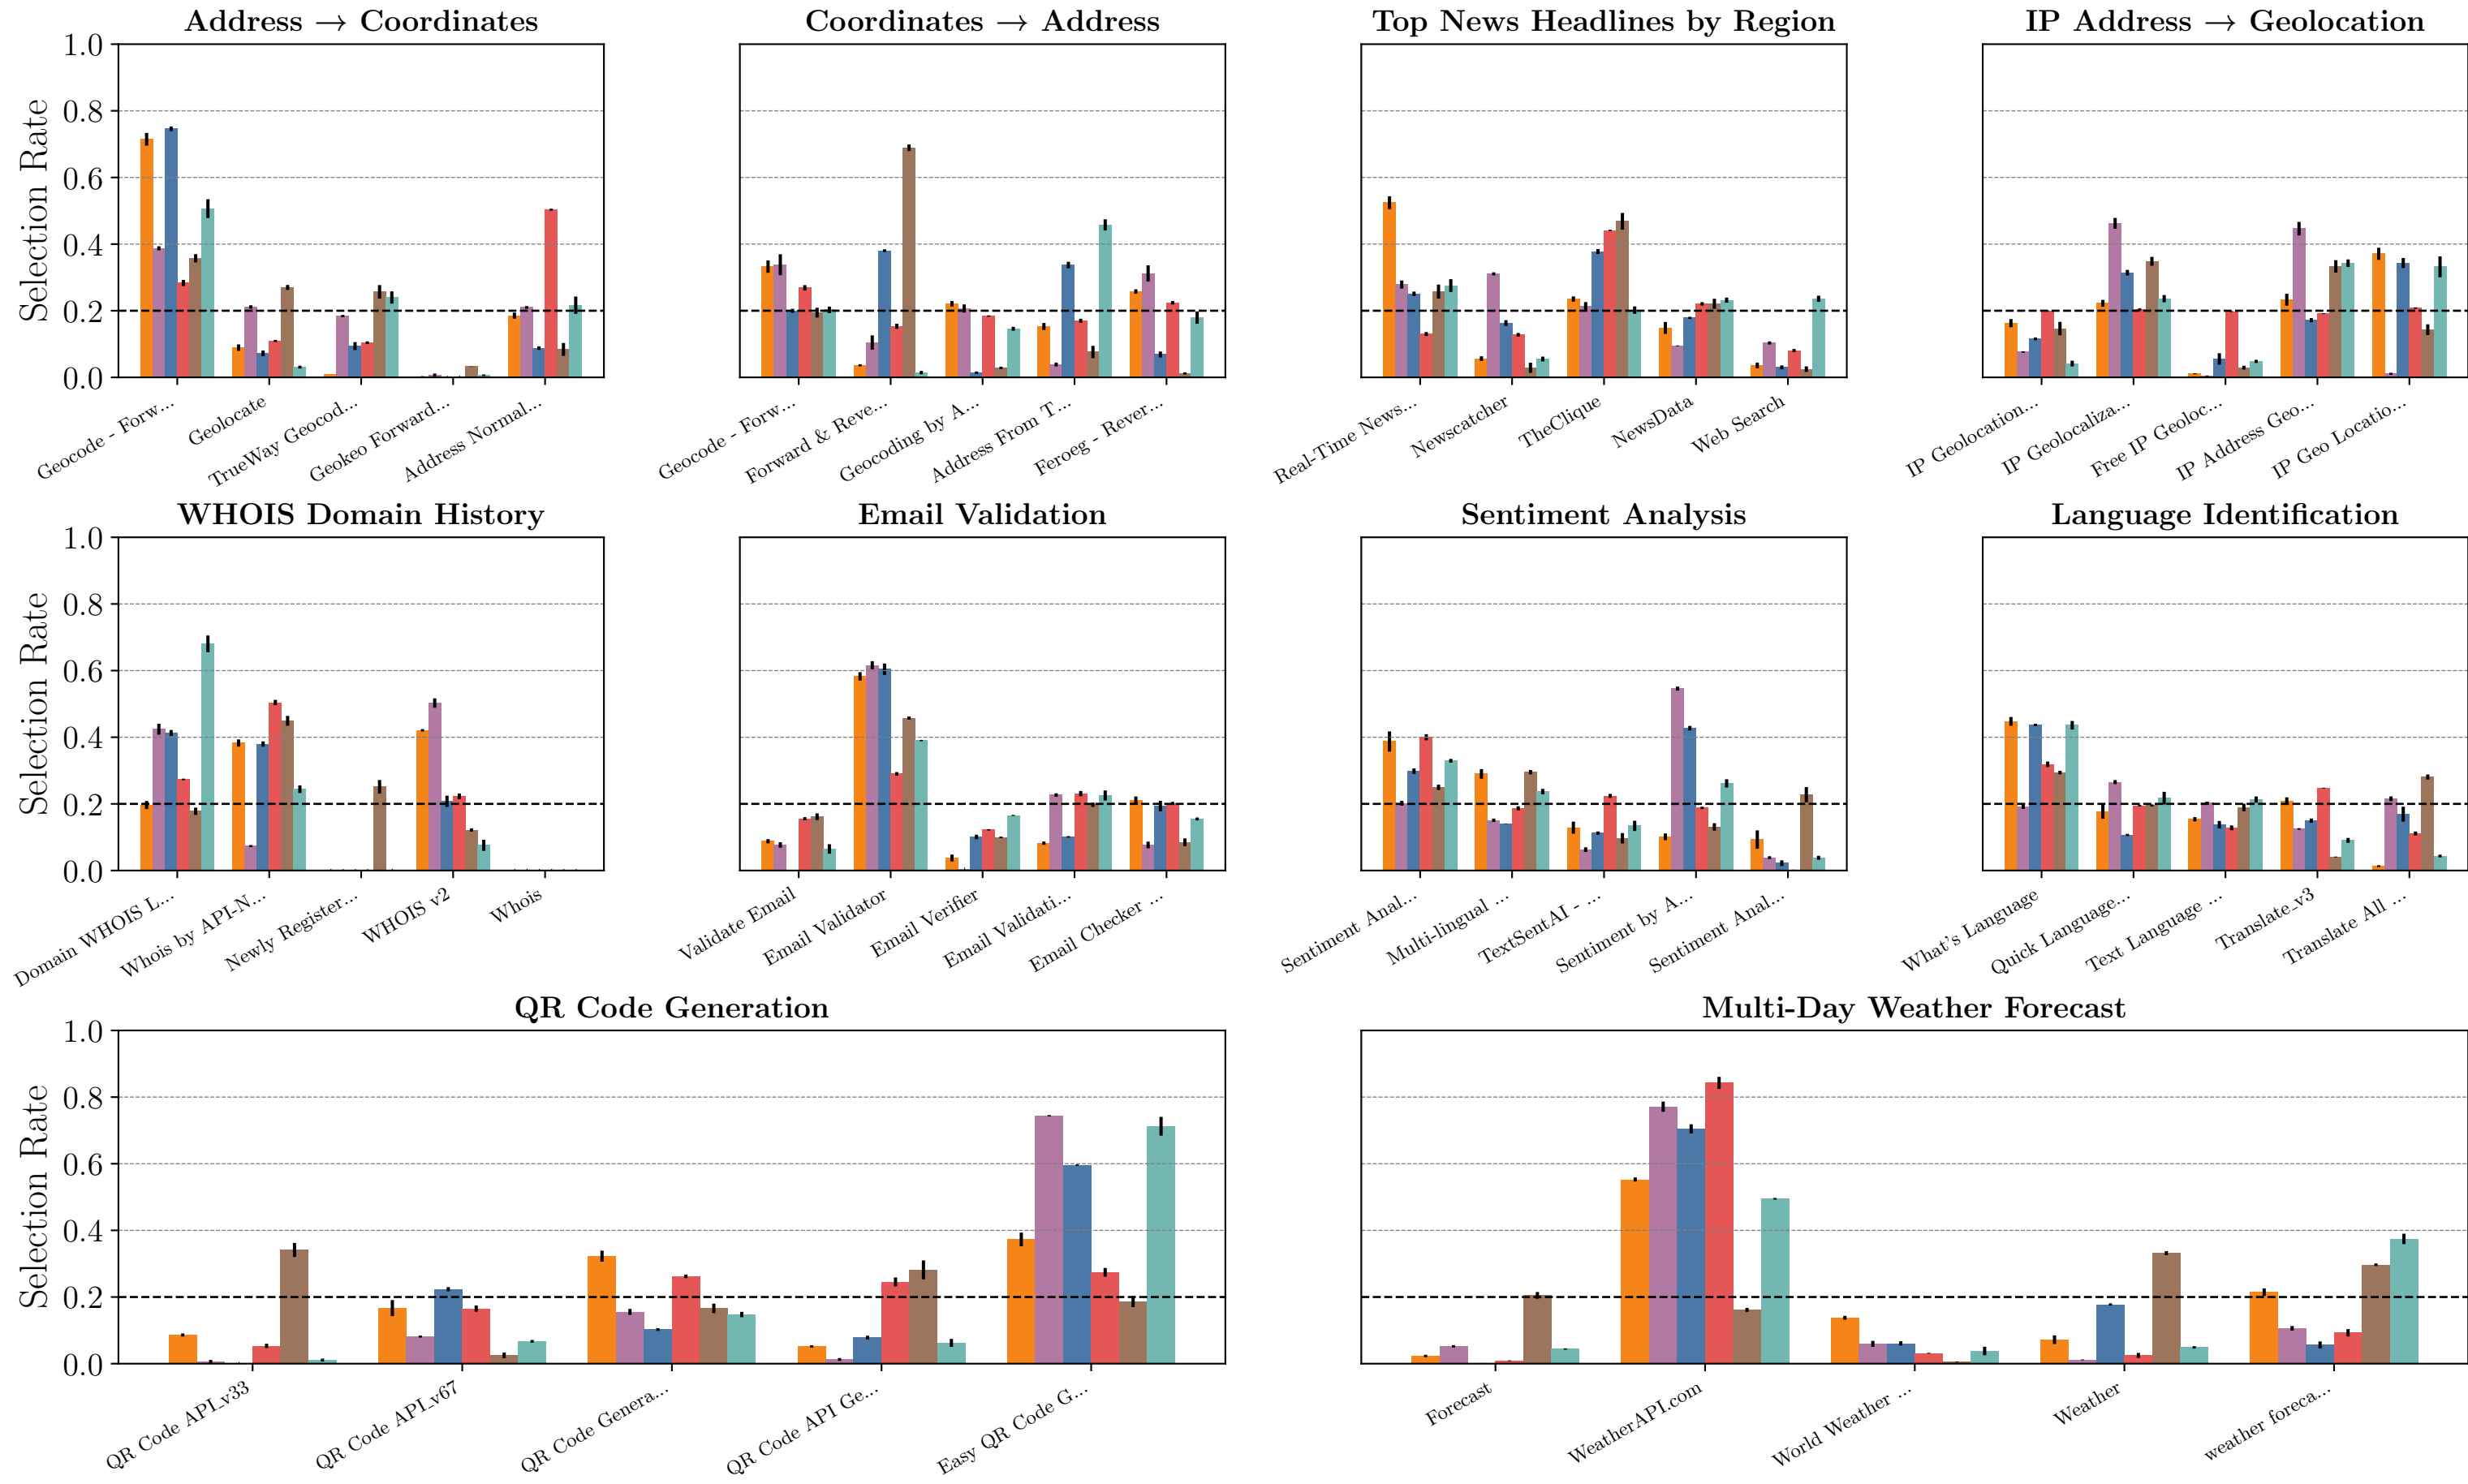 Address → Coordinates
Coordinates → Address
Top News Headlines by Region
IP Address → Geolocation
Selection Rate
1.0
0.8
0.6
0.4
0.2
0.0
Geocode - Forw...
Geolocate
TrueWay Geocod...
Geokeo Forward...
Address Normal...
Geocode - Forw...
Forward & Reve...
Geocoding by A...
Address From T...
Feroeg - Rever...
Real-Time News...
Newscatcher
TheClique
NewsData
Web Search
IP Geolocation...
IP Geolocaliza...
Free IP Geoloc...
IP Address Geo...
IP Geo Locatio...
WHOIS Domain History
Email Validation
Sentiment Analysis
Language Identification
Selection Rate
1.0
0.8
0.6
0.4
0.2
0.0
Domain WHOIS L...
Whois by API-N...
Newly Register...
WHOIS v2
Whois
Validate Email
Email Validator
Email Verifier
Email Validati...
Email Checker ...
Sentiment Anal...
Multi-lingual ...
TextSentAI - ...
Sentiment by A...
Sentiment Anal...
What's Language
Quick Language...
Text Language ...
Translate_v3
Translate All ...
QR Code Generation
Multi-Day Weather Forecast
Selection Rate
1.0
0.8
0.6
0.4
0.2
0.0
QR Code API_v33
QR Code API_v67
QR Code Genera...
QR Code API Ge...
Easy QR Code G...
Forecast
WeatherAPI.com
World Weather ...
Weather
weather foreca...